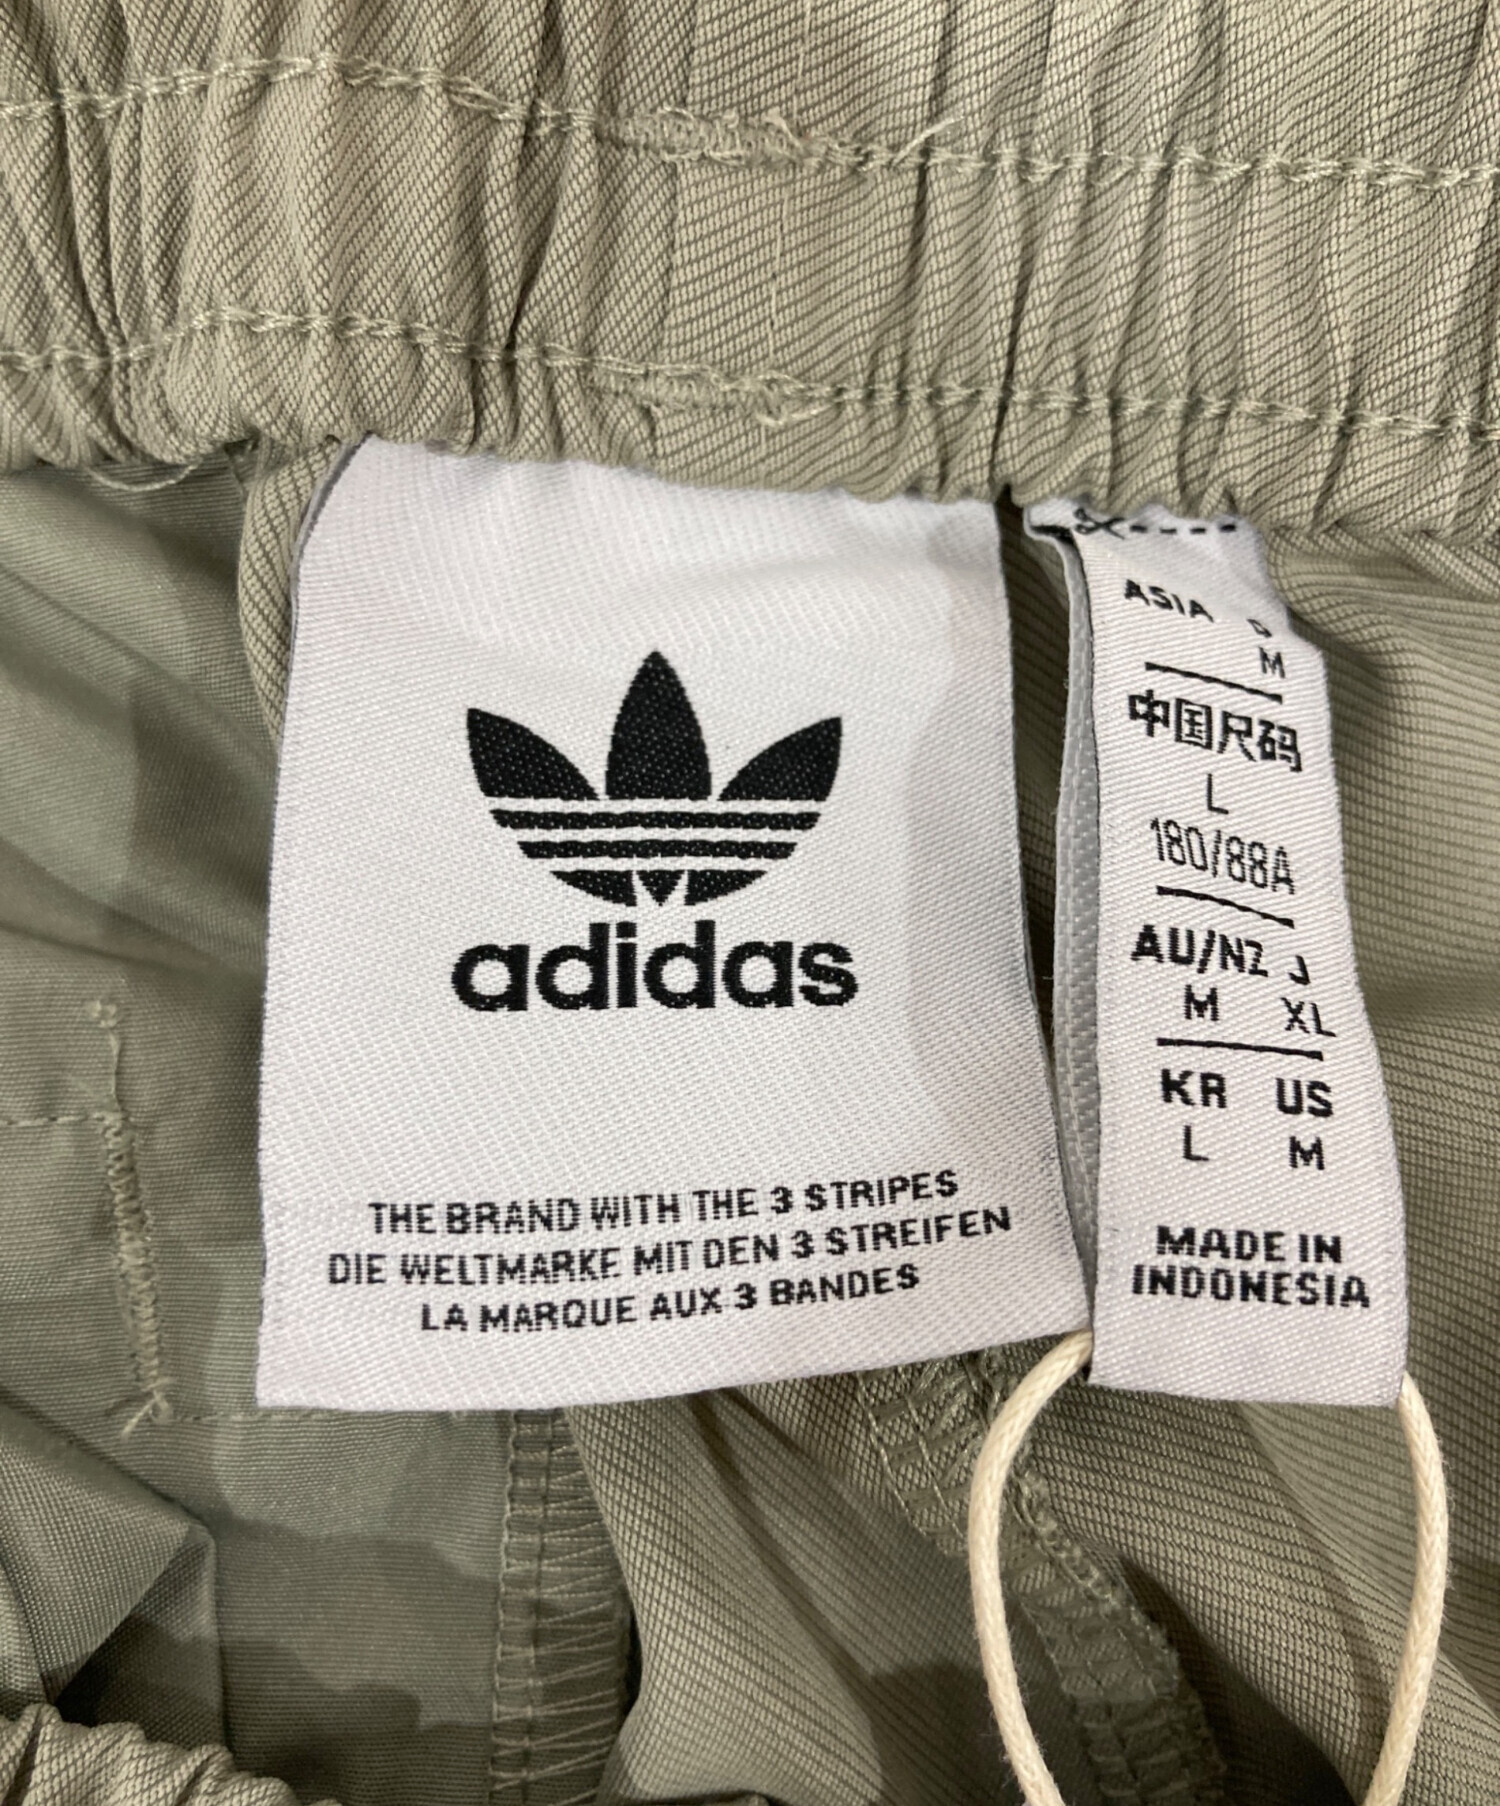 adidas
THE BRAND WITH THE 3 STRIPES
DIE WELTMARKE MIT DEN 3 STREIFEN
LA MARQUE AUX 3 BANDES
ASIA
M
中国尺码
L
180/88A
AU/NZ J
M XL
KR US
L M
MADE IN
INDONESIA